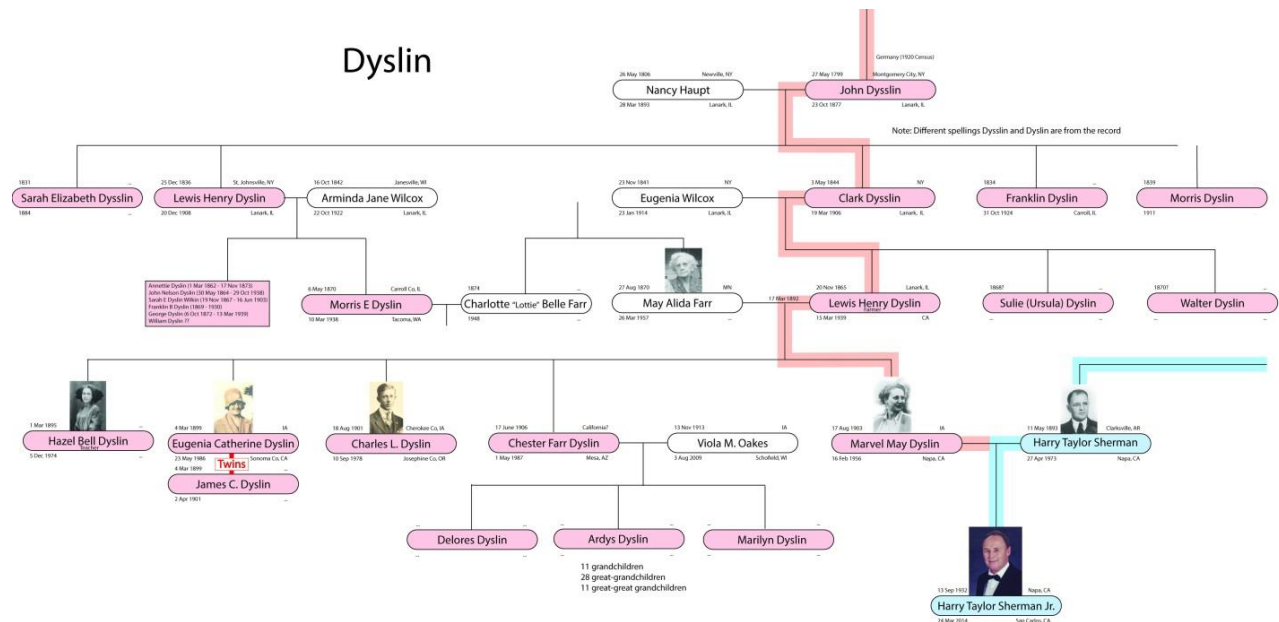 Dyslin
Germany (1920 Census)
26 May 1806 Newville, NY
Nancy Haupt
28 Mar 1893 Lanark, IL
27 May 1799 Montgomery City, NY
John Dysslin
23 Oct 1877 Lanark, IL
Note: Different spellings Dysslin and Dyslin are from the record
1831 --
Sarah Elizabeth Dysslin
1884 --
25 Dec 1836 St. Johnsville, NY
Lewis Henry Dyslin
20 Dec 1908 Lanark, IL
16 Oct 1842 Janesville, WI
Arminda Jane Wilcox
22 Oct 1922 Lanark, IL
23 Nov 1841 NY
Eugenia Wilcox
23 Jan 1914 Lanark, IL
3 May 1844 NY
Clark Dysslin
19 Mar 1906 Lanark, IL
1834 --
Franklin Dyslin
31 Oct 1924 Carroll, IL
1839
Morris Dyslin
1911
Annettie Dyslin (1 Mar 1862 - 17 Nov 1873)
John Nelson Dyslin (30 May 1864 - 29 Oct 1938)
Sarah E Dyslin Wilkin (19 Nov 1867 - 16 Jun 1903)
Franklin B Dyslin (1869 - 1930)
George Dyslin (6 Oct 1872 - 13 Mar 1939)
William Dyslin ??
6 May 1870 Carroll Co, IL
Morris E Dyslin
10 Mar 1938 Tacoma, WA
1874 --
Charlotte "Lottie" Belle Farr
1948 --
27 Aug 1870 MN
May Alida Farr
26 Mar 1957 --
17 Mar 1892
20 Nov 1865 Lanark, IL
Lewis Henry Dyslin
Farmer
15 Mar 1939 CA
1868? --
Sulie (Ursula) Dyslin
-- --
1870? --
Walter Dyslin
-- --
1 Mar 1895 --
Hazel Bell Dyslin
Teacher
5 Dec 1974 --
4 Mar 1899 IA
Eugenia Catherine Dyslin
23 May 1986 Sonoma Co, CA
Twins
4 Mar 1899 --
James C. Dyslin
2 Apr 1901 --
18 Aug 1901 Cherokee Co, IA
Charles L. Dyslin
10 Sep 1978 Josephine Co, OR
17 June 1906 California?
Chester Farr Dyslin
1 May 1987 Mesa, AZ
13 Nov 1913 IA
Viola M. Oakes
3 Aug 2009 Schofield, WI
17 Aug 1903 IA
Marvel May Dyslin
16 Feb 1956 Napa, CA
11 May 1893 Clarksville, AR
Harry Taylor Sherman
27 Apr 1973 Napa, CA
-- --
Delores Dyslin
-- --
-- --
Ardys Dyslin
-- --
-- --
Marilyn Dyslin
-- --
11 grandchildren
28 great-grandchildren
11 great-great grandchildren
13 Sep 1932 Napa, CA
Harry Taylor Sherman Jr.
24 Mar 2014 San Carlos, CA